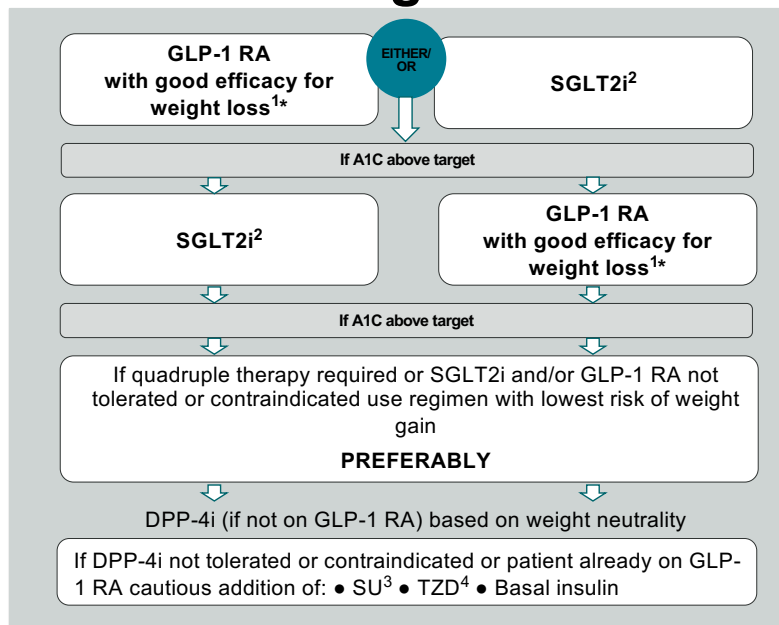 GLP-1 RA
with good efficacy for
weight loss1*
EITHER/
OR
SGLT2i2
If A1C above target
SGLT2i2
GLP-1 RA
with good efficacy for
weight loss1*
If A1C above target
If quadruple therapy required or SGLT2i and/or GLP-1 RA not
tolerated or contraindicated use regimen with lowest risk of weight
gain
PREFERABLY
DPP-4i (if not on GLP-1 RA) based on weight neutrality
If DPP-4i not tolerated or contraindicated or patient already on GLP-
1 RA cautious addition of: ● SU3 ● TZD4 ● Basal insulin